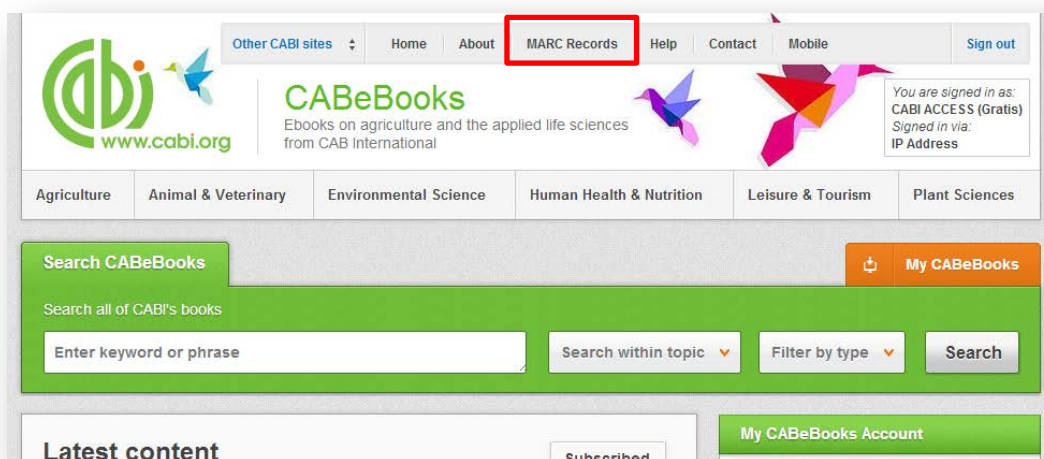 Other CABI sites Home About MARC Records Help Contact Mobile Sign out
cabi
www.cabi.org
CABeBooks
Ebooks on agriculture and the applied life sciences
from CAB International
You are signed in as:
CABI ACCESS (Gratis)
Signed in via:
IP Address
Agriculture Animal & Veterinary Environmental Science Human Health & Nutrition Leisure & Tourism Plant Sciences
Search CABeBooks
My CABeBooks
Search all of CABI's books
Enter keyword or phrase Search within topic Filter by type Search
Latest content
Subscribed
My CABeBooks Account